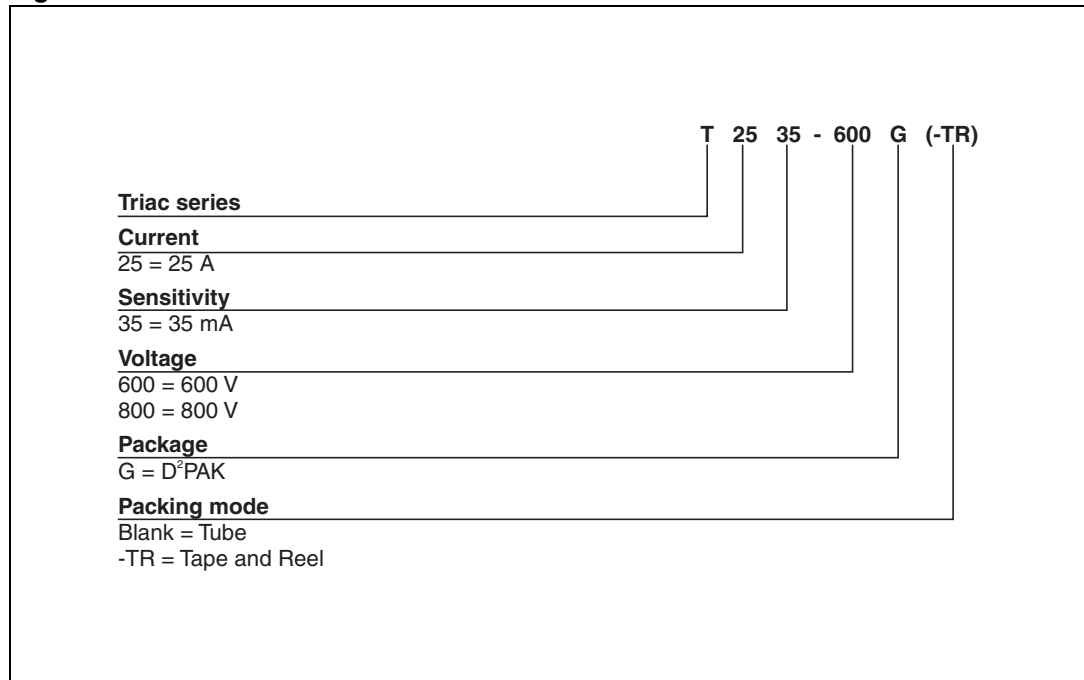 T 25 35 - 600 G (-TR)
Triac series
Current
25 = 25 A
Sensitivity
35 = 35 mA
Voltage
600 = 600 V
800 = 800 V
Package
G = D²PAK
Packing mode
Blank = Tube
-TR = Tape and Reel